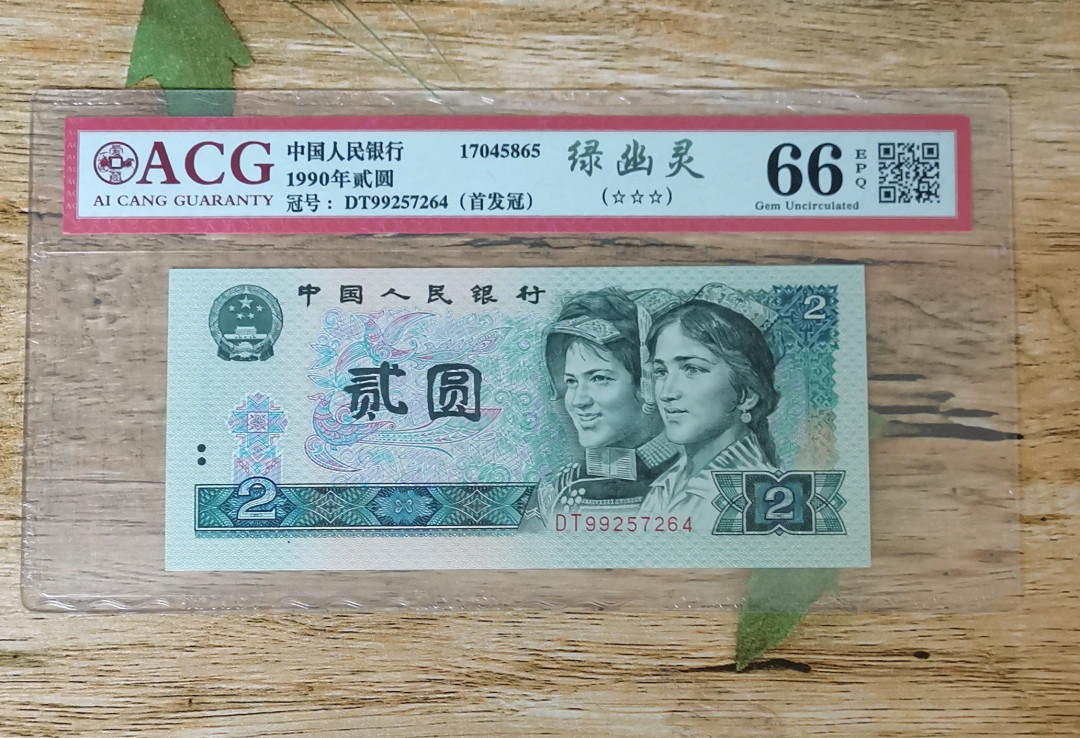 ACG
AI CANG GUARANTY
中国人民银行 17045865
1990年贰圆
冠号： DT99257264（首发冠）
绿幽灵
(☆☆☆)
66
EPQ
Gem Uncirculated
中国人民银行
2
贰圆
2
2
DT99257264